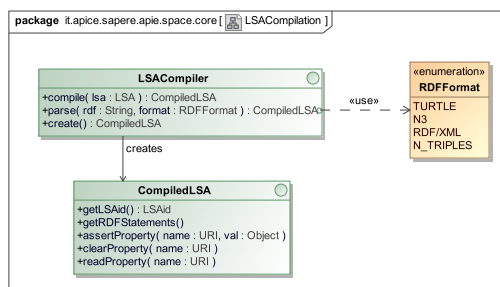 package it.apice.sapere.apie.space.core[ LSACompilation ]
LSACompiler
+compile( lsa : LSA ) : CompiledLSA
+parse( rdf : String, format : RDFFormat ) : CompiledLSA
+create() : CompiledLSA
«use»
«enumeration»
RDFFormat
TURTLE
N3
RDF/XML
N_TRIPLES
creates
CompiledLSA
+getLSAid() : LSAid
+getRDFStatements()
+assertProperty( name : URI, val : Object )
+clearProperty( name : URI )
+readProperty( name : URI )